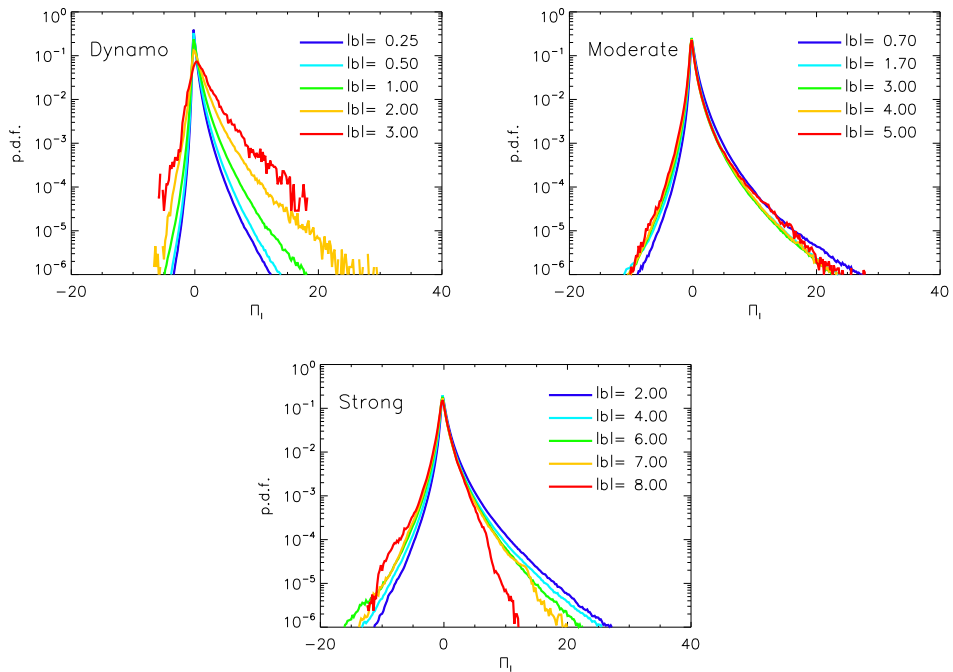 Dynamo
10^0
10^-1
10^-2
10^-3
10^-4
10^-5
10^-6
p.d.f.
|b|= 0.25
|b|= 0.50
|b|= 1.00
|b|= 2.00
|b|= 3.00
-20
0
20
40
Π_l
Moderate
10^0
10^-1
10^-2
10^-3
10^-4
10^-5
10^-6
p.d.f.
|b|= 0.70
|b|= 1.70
|b|= 3.00
|b|= 4.00
|b|= 5.00
-20
0
20
40
Π_l
Strong
10^0
10^-1
10^-2
10^-3
10^-4
10^-5
10^-6
p.d.f.
|b|= 2.00
|b|= 4.00
|b|= 6.00
|b|= 7.00
|b|= 8.00
-20
0
20
40
Π_l